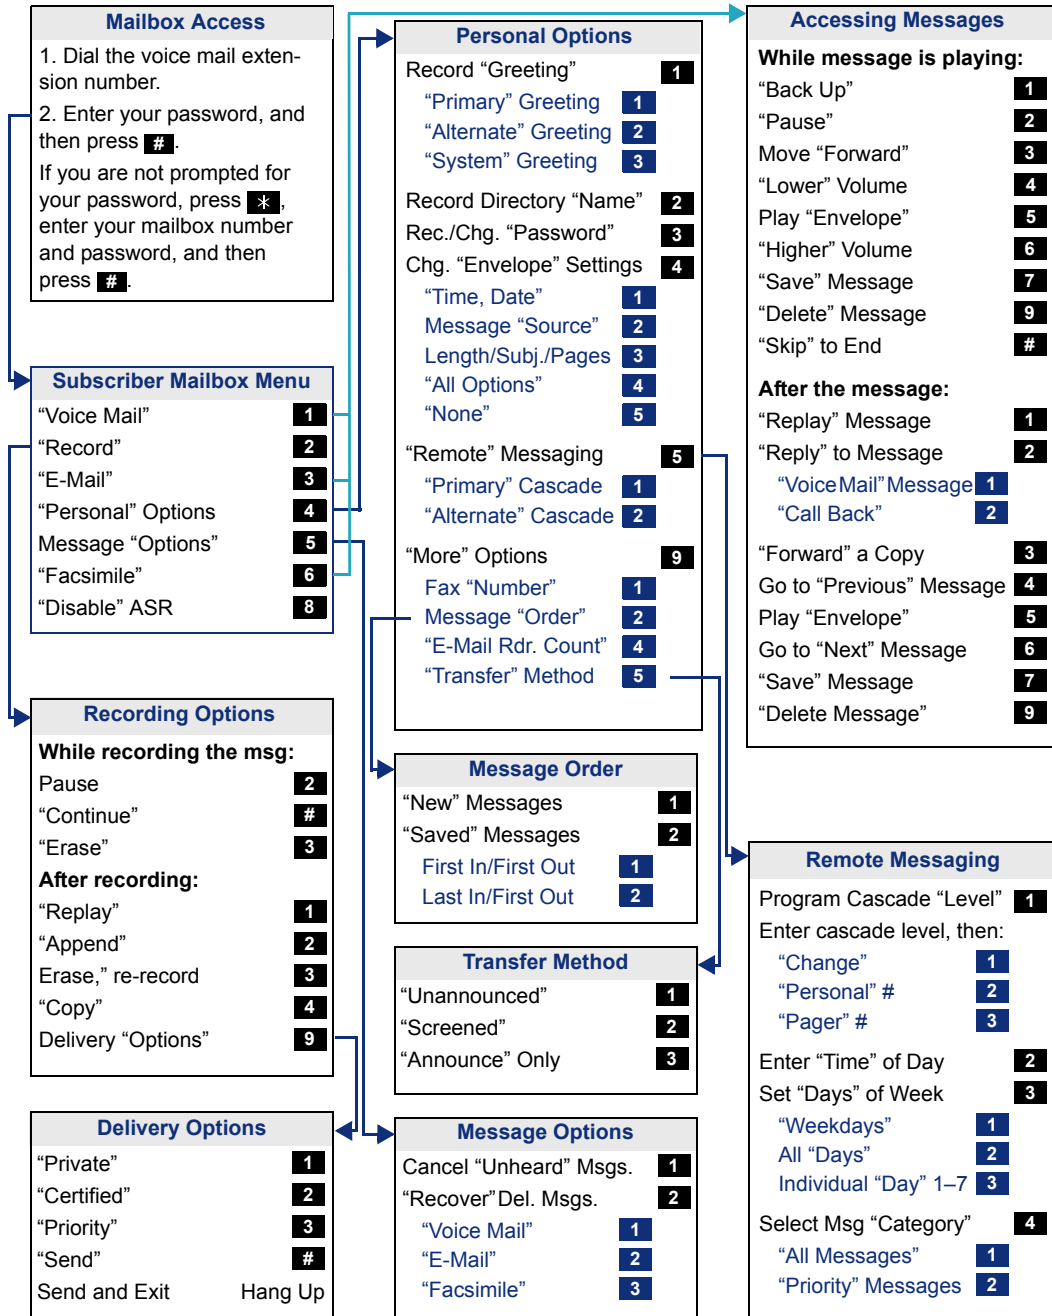 Mailbox Access
1. Dial the voice mail exten-
sion number.
2. Enter your password, and
then press # .
If you are not prompted for
your password, press * ,
enter your mailbox number
and password, and then
press # .
Subscriber Mailbox Menu
“Voice Mail” 1
“Record” 2
“E-Mail” 3
“Personal” Options 4
Message “Options” 5
“Facsimile” 6
“Disable” ASR 8
Recording Options
While recording the msg:
Pause 2
“Continue” #
“Erase” 3
After recording:
“Replay” 1
“Append” 2
Erase,” re-record 3
“Copy” 4
Delivery “Options” 9
Delivery Options
“Private” 1
“Certified” 2
“Priority” 3
“Send” #
Send and Exit Hang Up
Personal Options
Record “Greeting” 1
“Primary” Greeting 1
“Alternate” Greeting 2
“System” Greeting 3
Record Directory “Name” 2
Rec./Chg. “Password” 3
Chg. “Envelope” Settings 4
“Time, Date” 1
Message “Source” 2
Length/Subj./Pages 3
“All Options” 4
“None” 5
“Remote” Messaging 5
“Primary” Cascade 1
“Alternate” Cascade 2
“More” Options 9
Fax “Number” 1
Message “Order” 2
“E-Mail Rdr. Count” 4
“Transfer” Method 5
Message Order
“New” Messages 1
“Saved” Messages 2
First In/First Out 1
Last In/First Out 2
Transfer Method
“Unannounced” 1
“Screened” 2
“Announce” Only 3
Message Options
Cancel “Unheard” Msgs. 1
“Recover” Del. Msgs. 2
“Voice Mail” 1
“E-Mail” 2
“Facsimile” 3
Accessing Messages
While message is playing:
“Back Up” 1
“Pause” 2
Move “Forward” 3
“Lower” Volume 4
Play “Envelope” 5
“Higher” Volume 6
“Save” Message 7
“Delete” Message 9
“Skip” to End #
After the message:
“Replay” Message 1
“Reply” to Message 2
“Voice Mail” Message 1
“Call Back” 2
“Forward” a Copy 3
Go to “Previous” Message 4
Play “Envelope” 5
Go to “Next” Message 6
“Save” Message 7
“Delete Message” 9
Remote Messaging
Program Cascade “Level” 1
Enter cascade level, then:
“Change” 1
“Personal” # 2
“Pager” # 3
Enter “Time” of Day 2
Set “Days” of Week 3
“Weekdays” 1
All “Days” 2
Individual “Day” 1–7 3
Select Msg “Category” 4
“All Messages” 1
“Priority” Messages 2